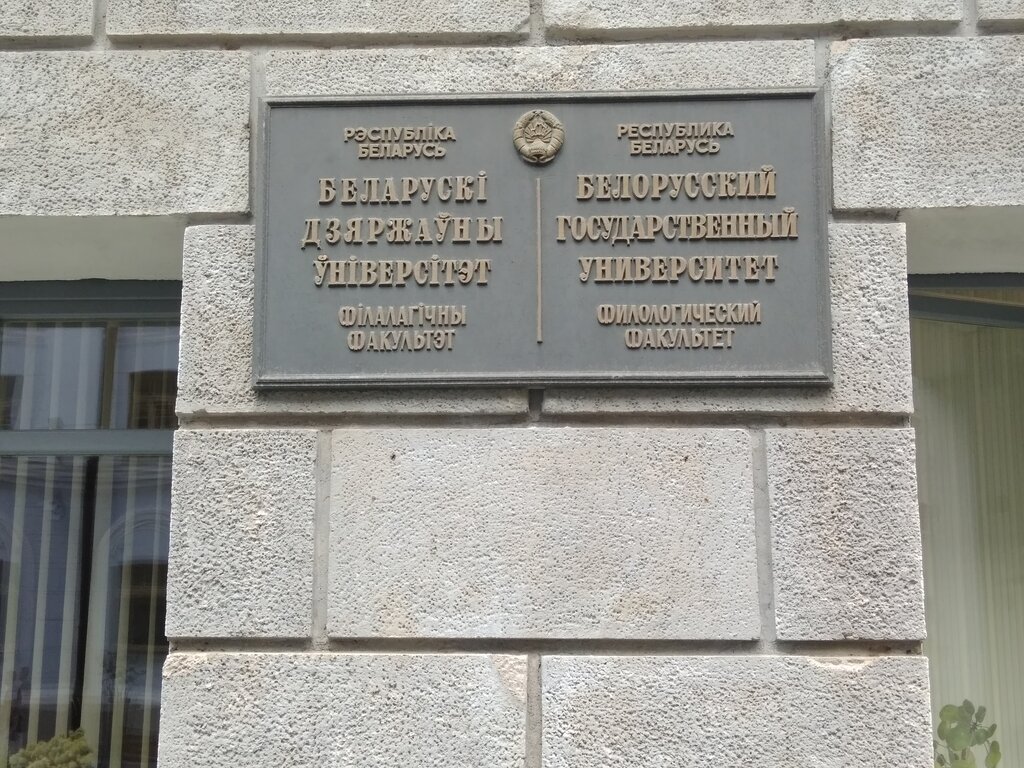 РЭСПУБЛІКА
БЕЛАРУСЬ
БЕЛАРУСКІ
ДЗЯРЖАЎНЫ
ЎНІВЕРСІТЭТ
ФІЛАЛАГІЧНЫ
ФАКУЛЬТЭТ
РЕСПУБЛИКА
БЕЛАРУСЬ
БЕЛОРУССКИЙ
ГОСУДАРСТВЕННЫЙ
УНИВЕРСИТЕТ
ФИЛОЛОГИЧЕСКИЙ
ФАКУЛЬТЕТ